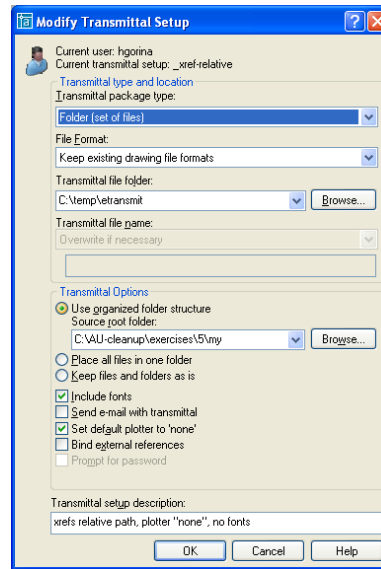 Modify Transmittal Setup
Current user: hgorina
Current transmittal setup: _xref-relative
Transmittal type and location
Transmittal package type:
Folder (set of files)
File Format:
Keep existing drawing file formats
Transmittal file folder:
C:\temp\etransmit
Browse...
Transmittal file name:
Overwrite if necessary
Transmittal Options
Use organized folder structure
Source root folder:
C:\AU-cleanup\exercises\5\my
Browse...
Place all files in one folder
Keep files and folders as is
Include fonts
Send e-mail with transmittal
Set default plotter to 'none'
Bind external references
Prompt for password
Transmittal setup description:
xrefs relative path, plotter "none", no fonts
OK Cancel Help